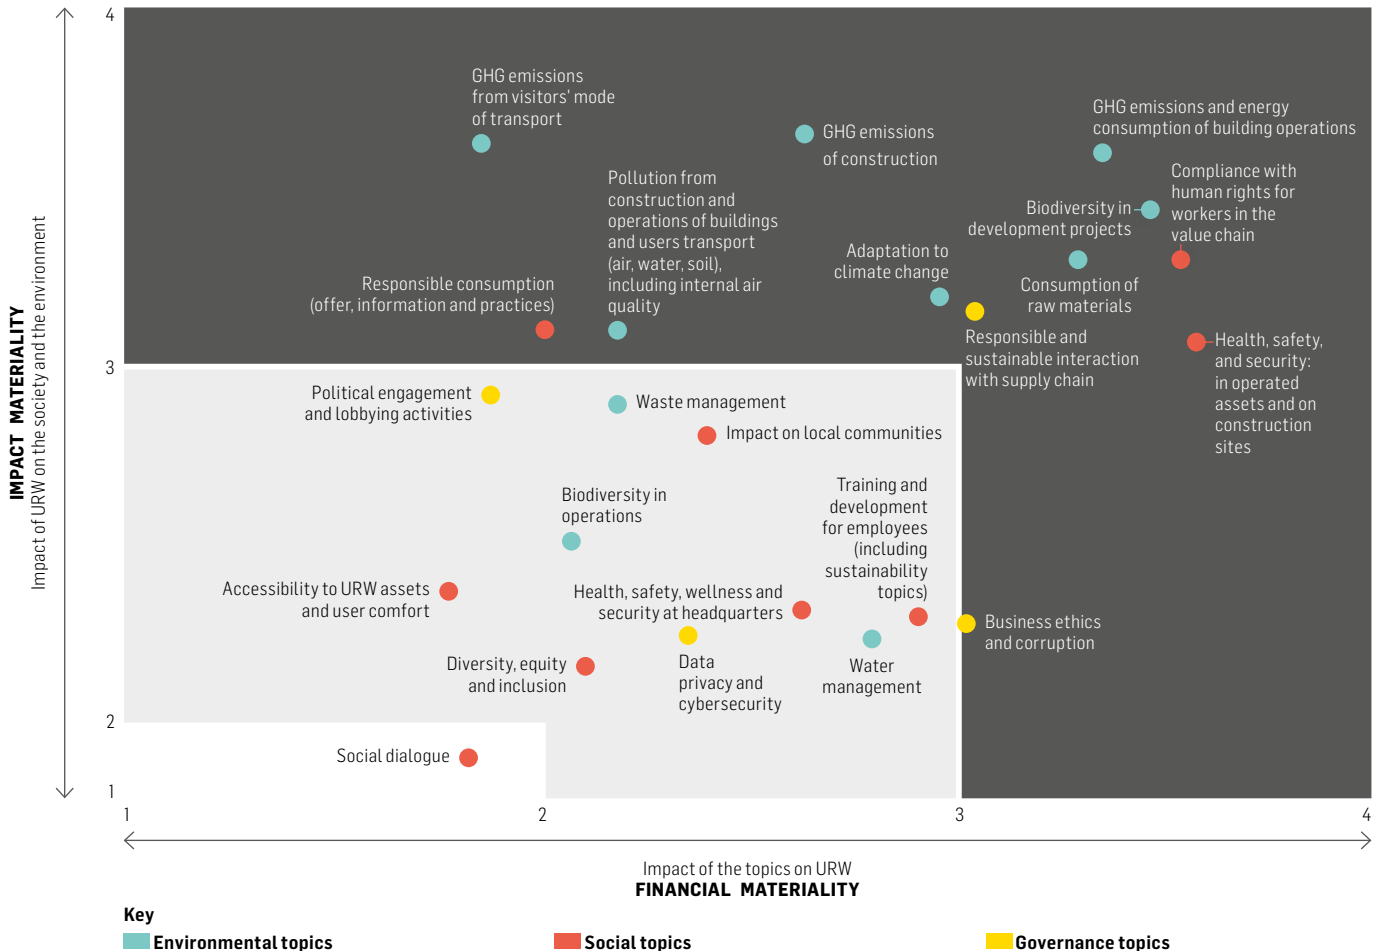 4
GHG emissions
from visitors' mode
of transport
GHG emissions
of construction
GHG emissions and energy
consumption of building operations
Pollution from
construction and
operations of buildings
and users transport
(air, water, soil),
including internal air
quality
Compliance with
human rights for
workers in the
value chain
Biodiversity in
development projects
Adaptation to
climate change
Responsible consumption
(offer, information and practices)
Consumption of
raw materials
Responsible and
sustainable interaction
with supply chain
Health, safety,
and security:
in operated
assets and on
construction
sites
IMPACT MATERIALITY
Impact of URW on the society and the environment
3
Political engagement
and lobbying activities
Waste management
Impact on local communities
Biodiversity in
operations
Training and
development
for employees
(including
sustainability
topics)
Accessibility to URW assets
and user comfort
Health, safety, wellness and
security at headquarters
Business ethics
and corruption
Diversity, equity
and inclusion
Data
privacy and
cybersecurity
Water
management
2
Social dialogue
1
1
2
3
4
Impact of the topics on URW
FINANCIAL MATERIALITY
Key
Environmental topics
Social topics
Governance topics